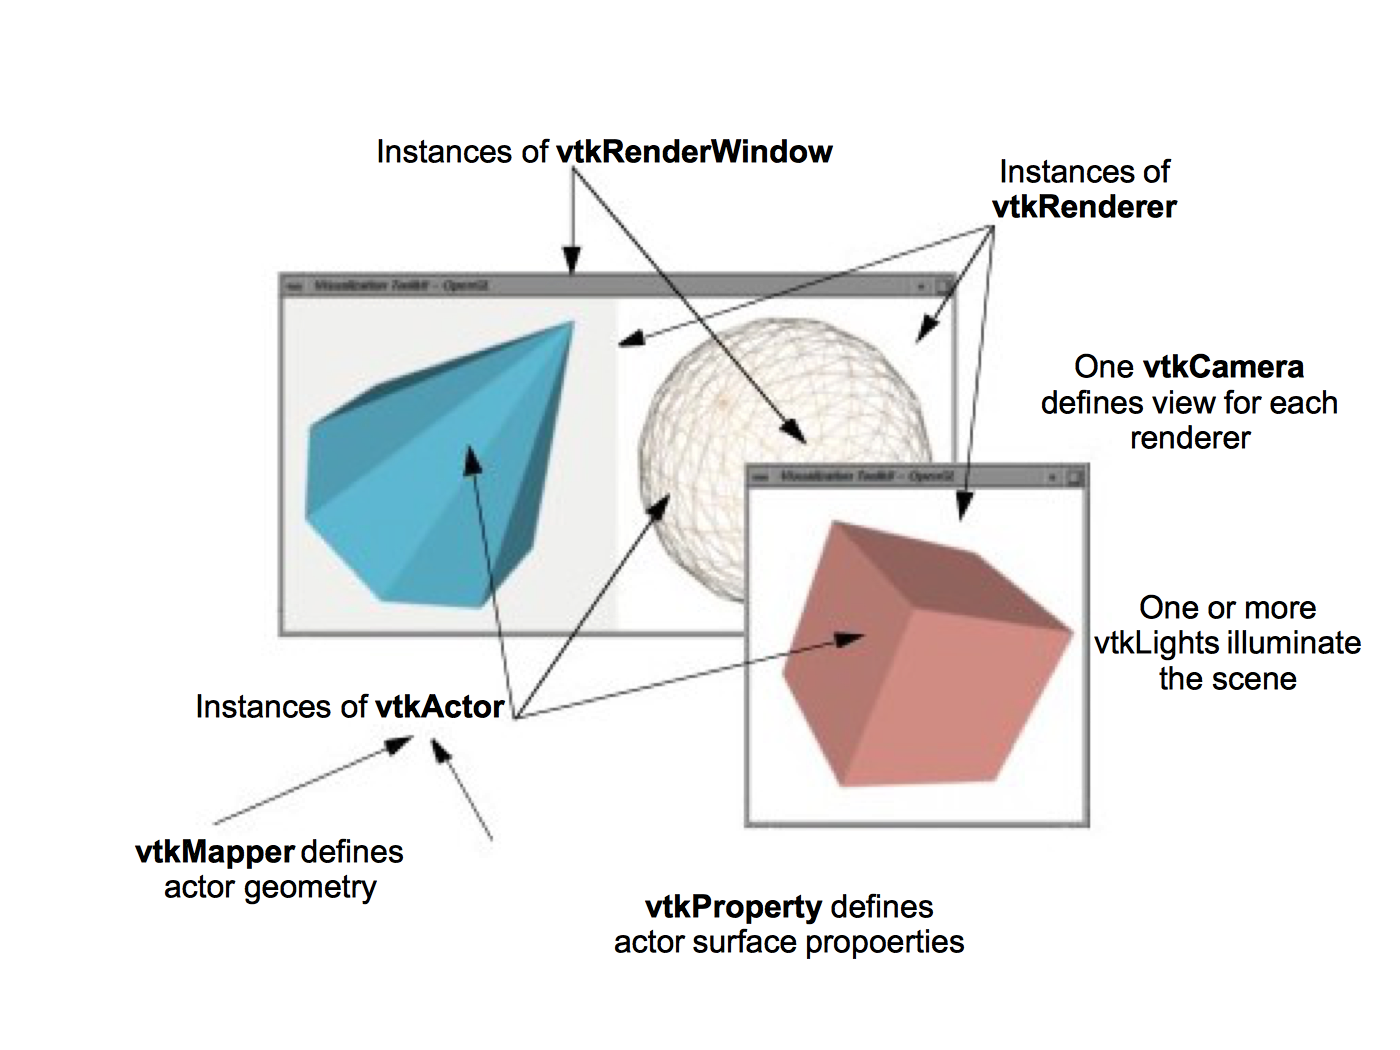 Instances of vtkRenderWindow
Instances of
vtkRenderer
Visualization Toolkit - OpenGL
One vtkCamera
defines view for each
renderer
Visualization Toolkit - OpenGL
One or more
vtkLights illuminate
the scene
Instances of vtkActor
vtkMapper defines
actor geometry
vtkProperty defines
actor surface propoerties